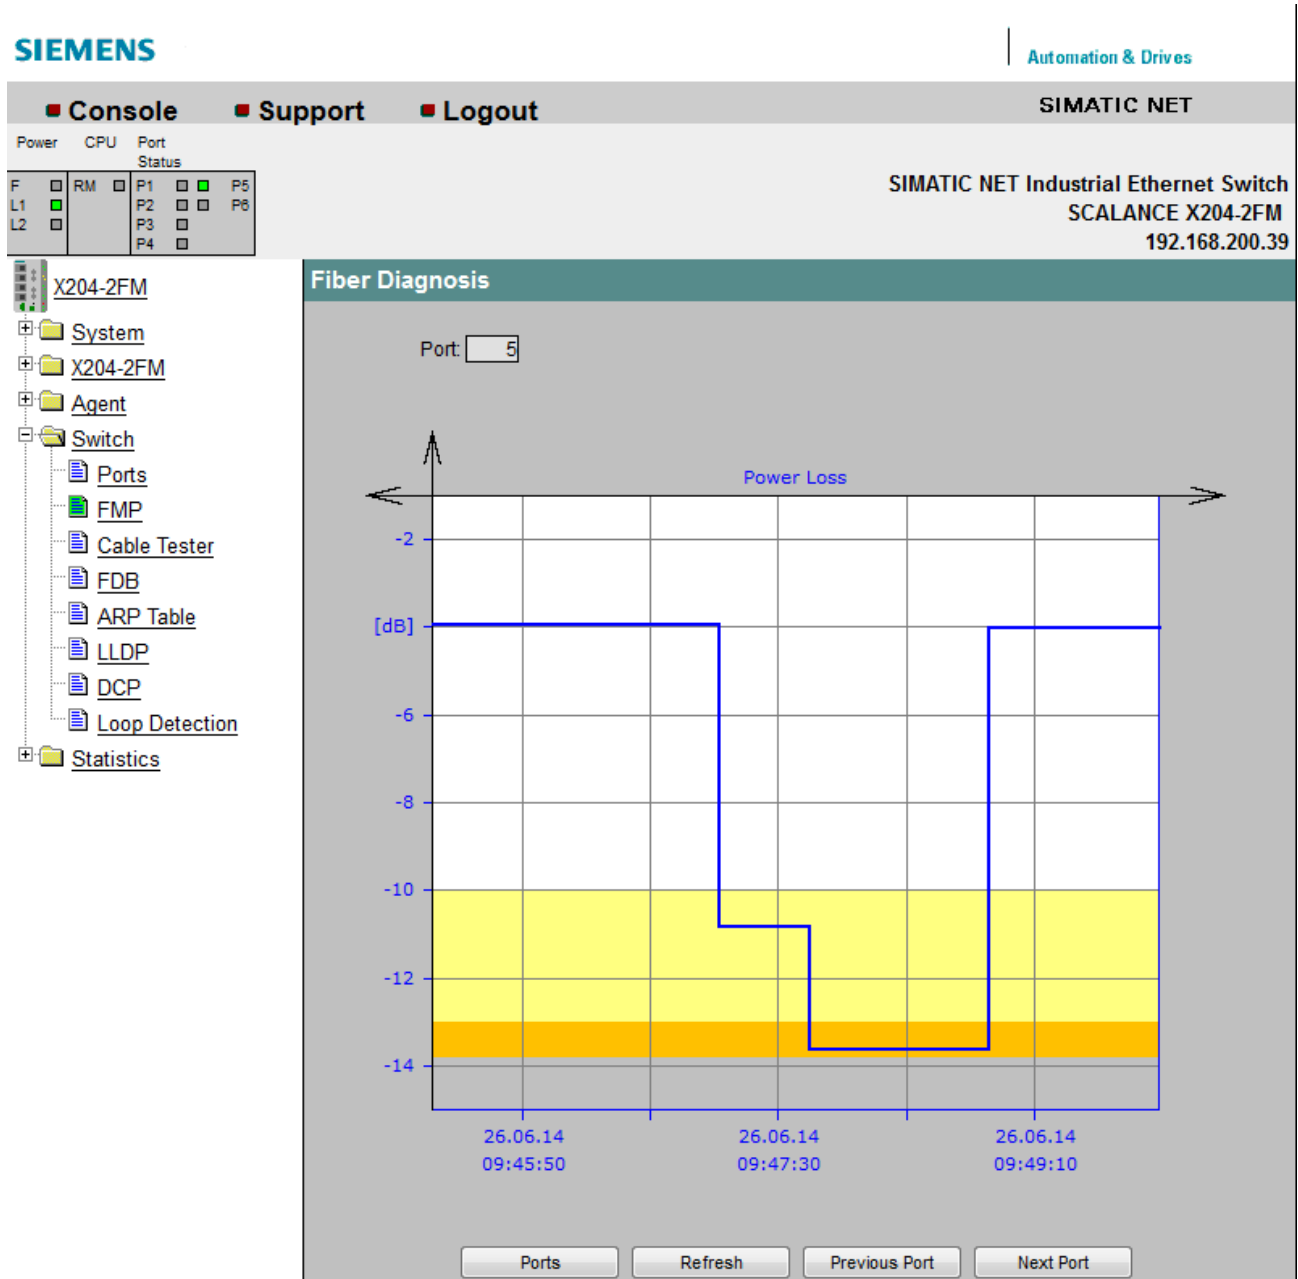 SIEMENS
Automation & Drives
Console Support Logout
SIMATIC NET
Power CPU Port
Status
F RM P1 P5
L1 P2 P6
L2 P3
P4
SIMATIC NET Industrial Ethernet Switch
SCALANCE X204-2FM
192.168.200.39
X204-2FM
System
X204-2FM
Agent
Switch
Ports
FMP
Cable Tester
FDB
ARP Table
LLDP
DCP
Loop Detection
Statistics
Fiber Diagnosis
Port: 5
Power Loss
-2
[dB]
-6
-8
-10
-12
-14
26.06.14 26.06.14 26.06.14
09:45:50 09:47:30 09:49:10
Ports Refresh Previous Port Next Port